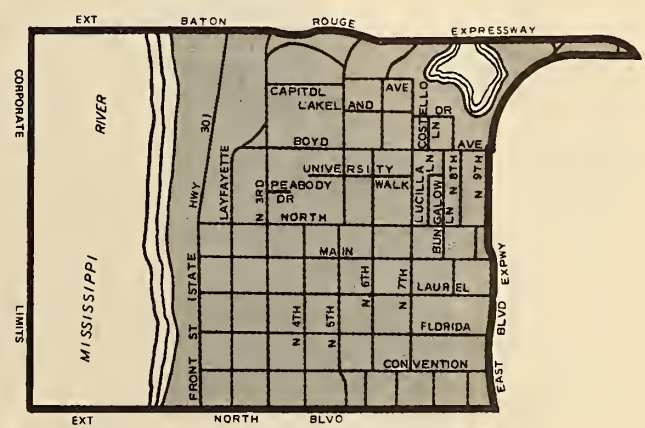 EXT BATON ROUGE EXPRESSWAY
CORPORATE LIMITS
RIVER
MISSISSIPPI
HWY 301
CAPITOL AVE
LAKELAND DR
COSTELLO
LN
BOYD AVE
UNIVERSITY WALK
LAYFAYETTE
N 3RD
PEABODY
DR
LUCILLA LN
BUNGALOW
LN
N 8TH
N 9TH
NORTH
MAIN
FRONT ST
STATE
N 4TH
N 5TH
N 6TH
N 7TH
LAUREL
FLORIDA
CONVENTION
EAST BLVD EXPWY
EXT NORTH BLVD